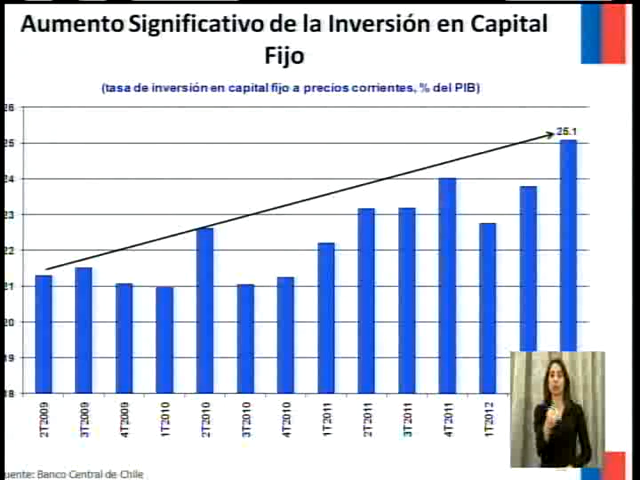 Aumento Significativo de la Inversión en Capital
Fijo
(tasa de inversión en capital fijo a precios corrientes, % del PIB)
26
25
24
23
22
21
20
19
18
25.1
2T2009
3T2009
4T2009
1T2010
2T2010
3T2010
4T2010
1T2011
2T2011
3T2011
4T2011
1T2012
uente: Banco Central de Chile